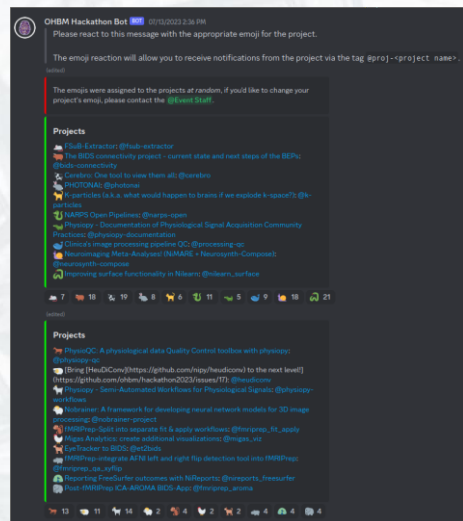 OHBM Hackathon Bot BOT 07/13/2023 2:36 PM
Please react to this message with the appropriate emoji for the project.
The emoji reaction will allow you to receive notifications from the project via the tag @proj-<project name>.
(edited)
The emojis were assigned to the projects at random, if you'd like to change your
project's emoji, please contact the @Event Staff.
Projects
FSuB-Extractor: @fsub-extractor
The BIDS connectivity project - current state and next steps of the BEPs:
@bids-connectivity
Cerebro: One tool to view them all: @cerebro
PHOTONAI: @photonai
K-particles (a.k.a. what would happen to brains if we explode k-space?): @k-
particles
NARPS Open Pipelines: @narps-open
Physiopy - Documentation of Physiological Signal Acquisition Community
Practices: @physiopy-documentation
Clinica's image processing pipeline QC: @processing-qc
Neuroimaging Meta-Analyses! (NiMARE + Neurosynth-Compose):
@neurosynth-compose
Improving surface functionality in Nilearn: @nilearn_surface
7 18 19 8 6 11 5 9 18 21
Projects
PhysioQC: A physiological data Quality Control toolbox with physiopy:
@physiopy-qc
[Bring [HeuDiConv](https://github.com/nipy/heudiconv) to the next level!]
(https://github.com/ohbm/hackathon2023/issues/17): @heudiconv
Physiopy - Semi-Automated Workflows for Physiological Signals: @physiopy-
workflows
Nobrainer: A framework for developing neural network models for 3D image
processing: @nobrainer-project
fMRIPrep-Split into separate fit & apply workflows: @fmriprep_fit_apply
Migas Analytics: create additional visualizations: @migas_viz
EyeTracker to BIDS: @et2bids
fMRIPrep-integrate AFNI left and right flip detection tool into fMRIPrep:
@fmriprep_qa_xyflip
Reporting FreeSurfer outcomes with NiReports: @nireports_freesurfer
Post-fMRIPrep ICA-AROMA BIDS-App: @fmriprep_aroma
13 11 14 2 4 2 2 4 4 4